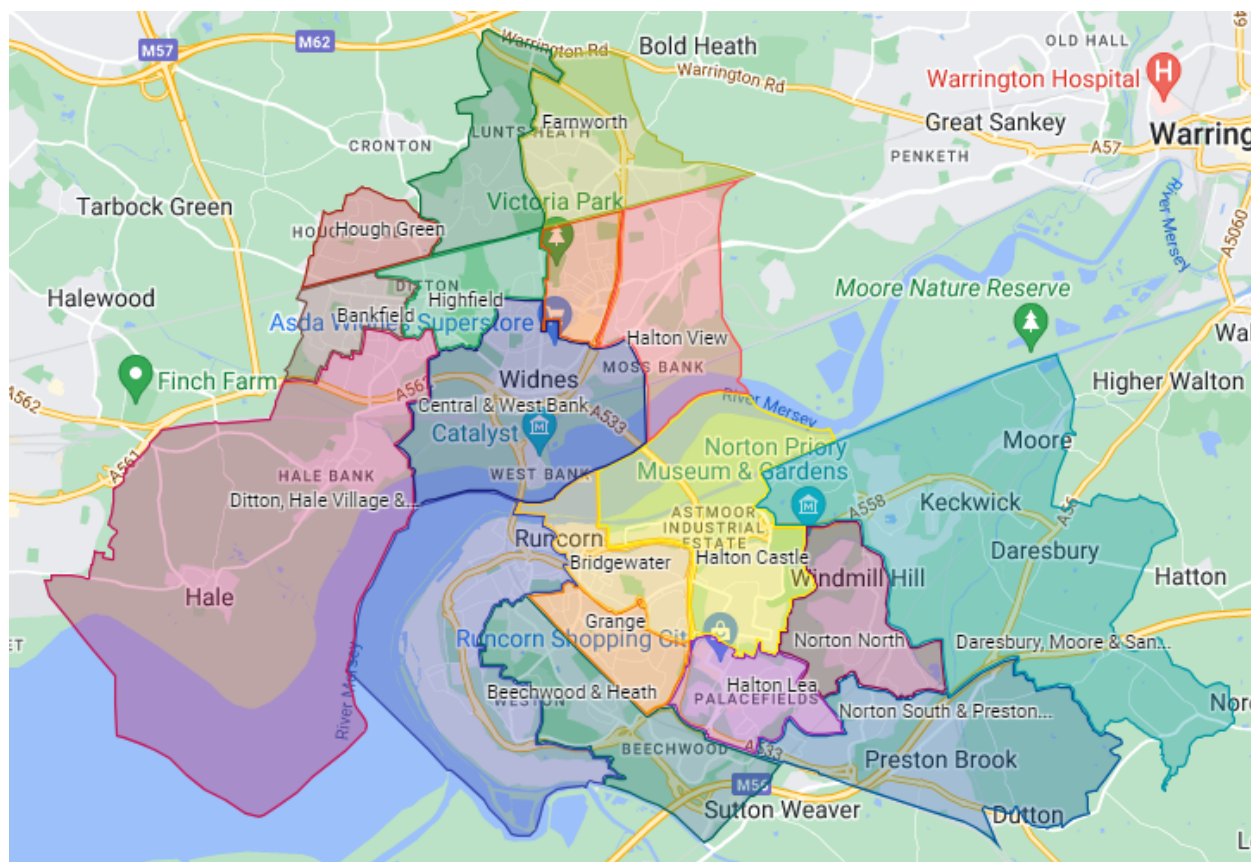 M57
M62
Warrington Rd
Bold Heath
Warrington Rd
OLD HALL
Warrington Hospital
H
Great Sankey
A57
Warring
PENKETH
Farnworth
LUNTS HEATH
CRONTON
Tarbock Green
Victoria Park
River Mersey
A5060
Hough Green
Halewood
DITTON
Highfield
Bankfield
Asda Widnes Superstore
Moore Nature Reserve
Halton View
MOSS BANK
Finch Farm
A562
A562
Widnes
Higher Walton
River Mersey
Central & West Bank
A533
Catalyst
A561
HALE BANK
WEST BANK
Norton Priory
Museum & Gardens
Moore
Ditton, Hale Village &...
Keckwick
A558
A56
ASTMOOR
INDUSTRIAL
ESTATE
Runcorn
Daresbury
Bridgewater
Halton Castle
Windmill Hill
Hatton
Hale
Grange
Runcorn Shopping Cit
Norton North
Daresbury, Moore & San...
River Mersey
Beechwood & Heath
WESTON
Halton Lea
PALACEFIELDS
Norton South & Preston...
BEECHWOOD
A533
Preston Brook
M56
Sutton Weaver
Dutton